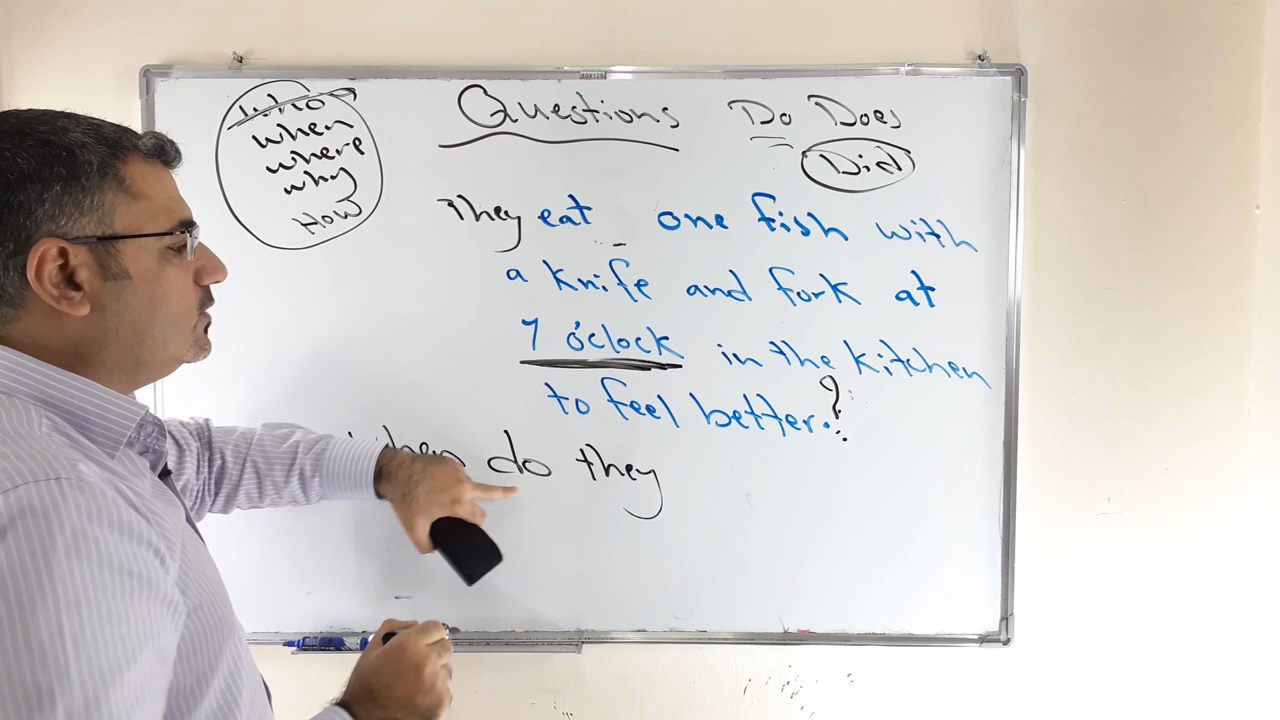 Who
when
where
why
How
Questions Do Does
Did
They eat one fish with
a knife and fork at
7 o'clock in the kitchen
to feel better.?
when do they